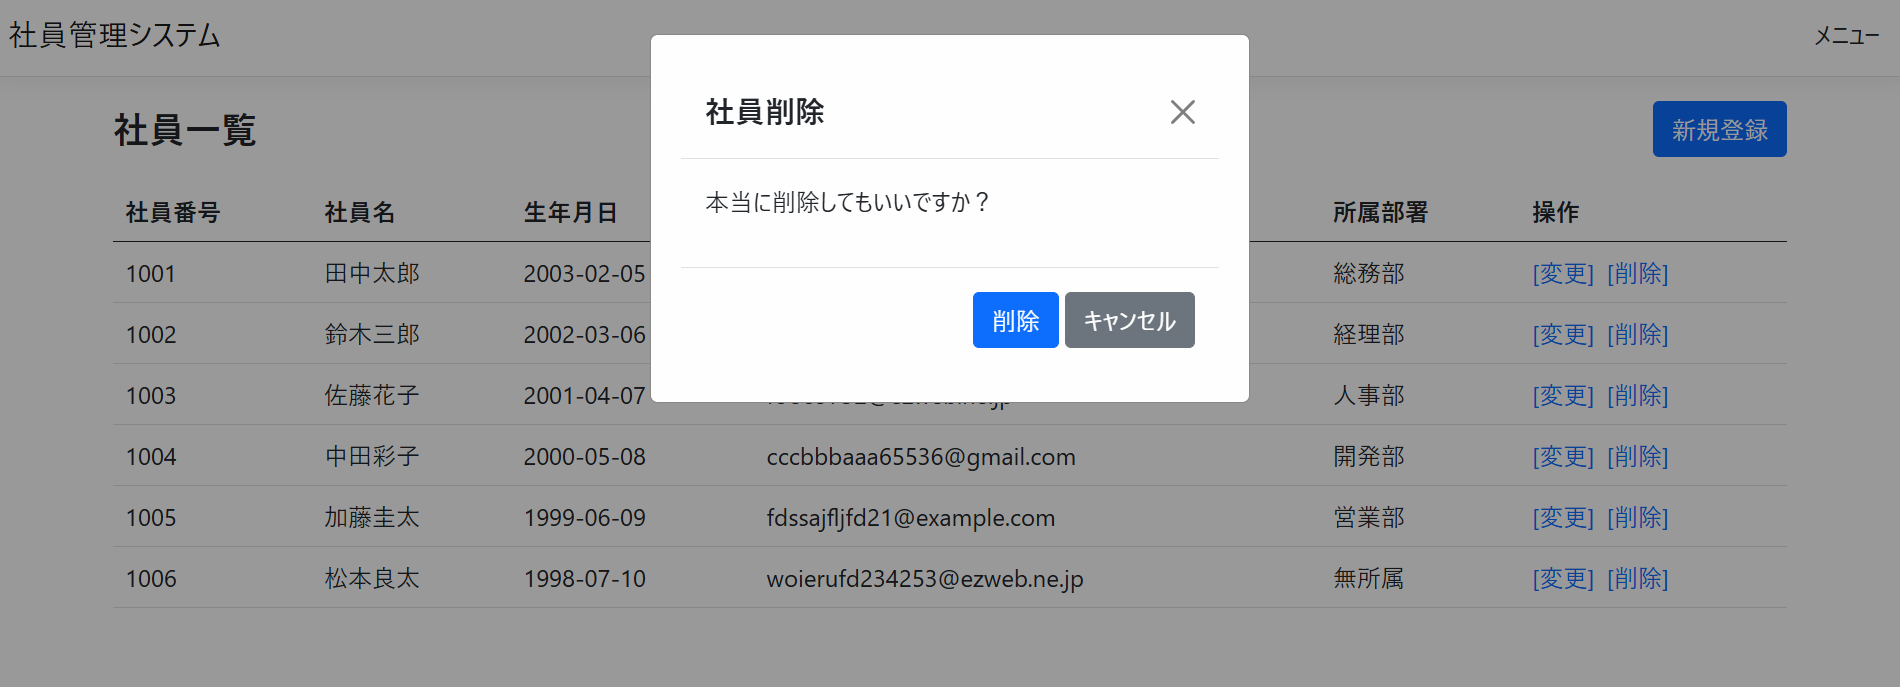 社員管理システム メニュー
社員一覧 新規登録
社員削除
本当に削除してもいいですか？
削除 キャンセル
社員番号 社員名 生年月日 所属部署 操作
1001 田中太郎 2003-02-05 総務部 [変更] [削除]
1002 鈴木三郎 2002-03-06 経理部 [変更] [削除]
1003 佐藤花子 2001-04-07 人事部 [変更] [削除]
1004 中田彩子 2000-05-08 cccbbbaaa65536@gmail.com 開発部 [変更] [削除]
1005 加藤圭太 1999-06-09 fdssajfljfd21@example.com 営業部 [変更] [削除]
1006 松本良太 1998-07-10 woierufd234253@ezweb.ne.jp 無所属 [変更] [削除]